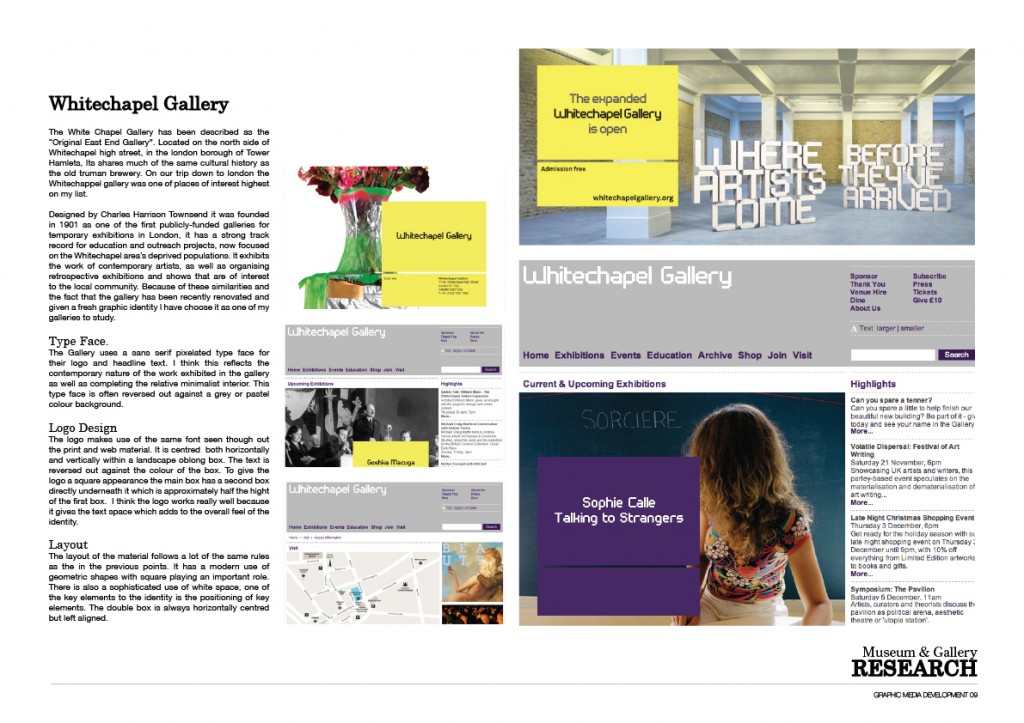 Whitechapel Gallery
The White Chapel Gallery has been described as the
"Original East End Gallery". Located on the north side of
Whitechapel high street, in the london borough of Tower
Hamlets, Its shares much of the same cultural history as
the old truman brewery. On our trip down to london the
Whitechappel gallery was one of places of interest highest
on my list.
Designed by Charles Harrison Townsend it was founded
in 1901 as one of the first publicly-funded galleries for
temporary exhibitions in London, it has a strong track
record for education and outreach projects, now focused
on the Whitechapel area's deprived populations. It exhibits
the work of contemporary artists, as well as organising
retrospective exhibitions and shows that are of interest
to the local community. Because of these similarities and
the fact that the gallery has been recently renovated and
given a fresh graphic identity I have choose it as one of my
galleries to study.
Type Face.
The Gallery uses a sans serif pixelated type face for
their logo and headline text. I think this reflects the
contemporary nature of the work exhibited in the gallery
as well as completing the relative minimalist interior. This
type face is often reversed out against a grey or pastel
colour background.
Logo Design
The logo makes use of the same font seen though out
the print and web material. It is centred both horizontally
and vertically within a landscape oblong box. The text is
reversed out against the colour of the box. To give the
logo a square appearance the main box has a second box
directly underneath it which is approximately half the hight
of the first box. I think the logo works really well because
it gives the text space which adds to the overall feel of the
identity.
Layout
The layout of the material follows a lot of the same rules
as the in the previous points. It has a modern use of
geometric shapes with square playing an important role.
There is also a sophisticated use of white space, one of
the key elements to the identity is the positioning of key
elements. The double box is always horizontally centred
but left aligned.
Whitechapel Gallery
Whitechapel Gallery
Home Exhibitions Events Education Shop Join Visit
Search
Upcoming Exhibitions
Highlights
Goshka Macuga
Whitechapel Gallery
Home Exhibitions Events Education Archive Shop Join Visit
Search
Visit
The expanded
Whitechapel Gallery
is open
Admission free
whitechapelgallery.org
WHERE
ARTISTS
COME
BEFORE
THEY'VE
ARRIVED
Whitechapel Gallery
Sponsor
Thank You
Venue Hire
Dine
About Us
Subscribe
Press
Tickets
Give £10
A Text larger | smaller
Home Exhibitions Events Education Archive Shop Join Visit
Search
Current & Upcoming Exhibitions
SORCIERE
Sophie Calle
Talking to Strangers
Highlights
Can you spare a tenner?
Can you spare a little to help finish our
beautiful new building? Be part of it - giv
today and see your name in the Gallery
More...
Volatile Dispersal: Festival of Art
Writing
Saturday 21 November, 6pm
Showcasing UK artists and writers, this
parley-based event speculates on the
materialisation and dematerialisation of
art writing...
More...
Late Night Christmas Shopping Event
Thursday 3 December, 6pm
Get ready for the holiday season with ou
late night shopping event on Thursday
December until 9pm, with 10% off
everything from Limited Edition artworks
to books and gifts.
More...
Symposium: The Pavilion
Saturday 5 December, 11am
Artists, curators and theorists discuss th
pavilion as political arena, aesthetic
theatre or 'utopia station'.
Museum & Gallery
RESEARCH
GRAPHIC MEDIA DEVELOPMENT 09